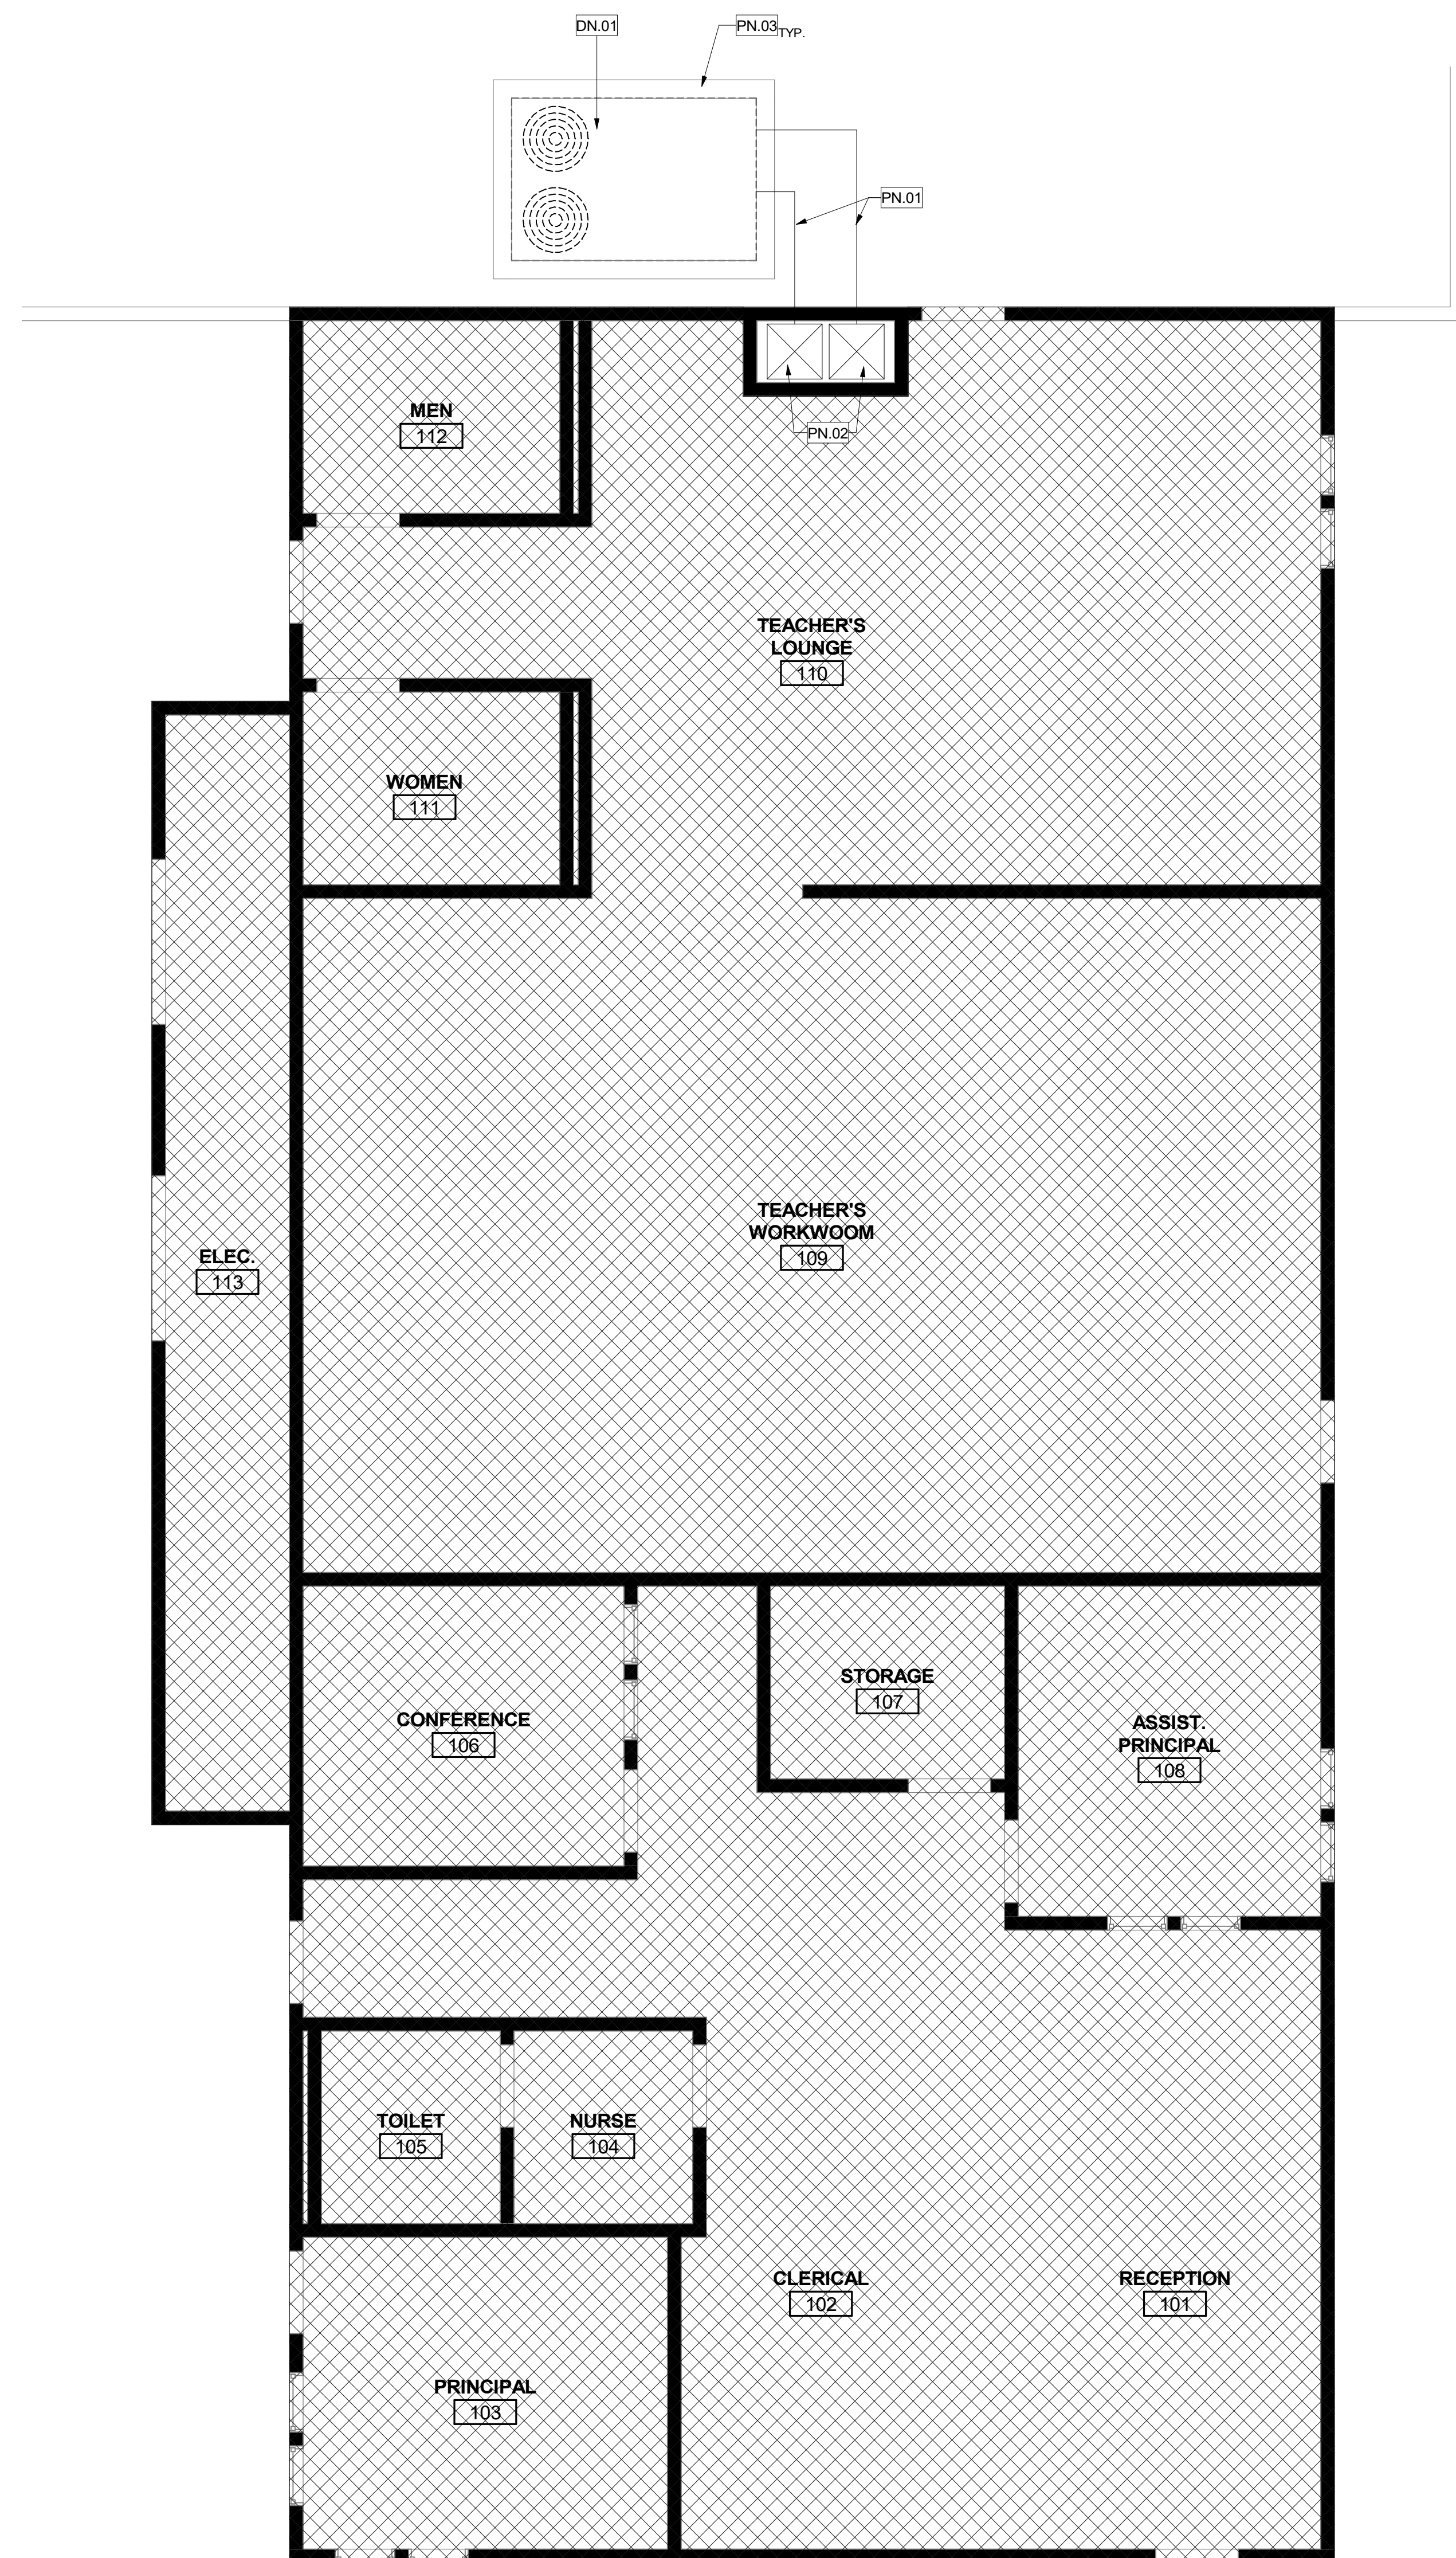 DN.01
PN.03
TYP.
PN.01
PN.02
MEN
112
TEACHER'S
LOUNGE
110
WOMEN
111
TEACHER'S
WORKWOOM
109
ELEC.
113
STORAGE
107
CONFERENCE
106
ASSIST.
PRINCIPAL
108
TOILET
105
NURSE
104
CLERICAL
102
RECEPTION
101
PRINCIPAL
103